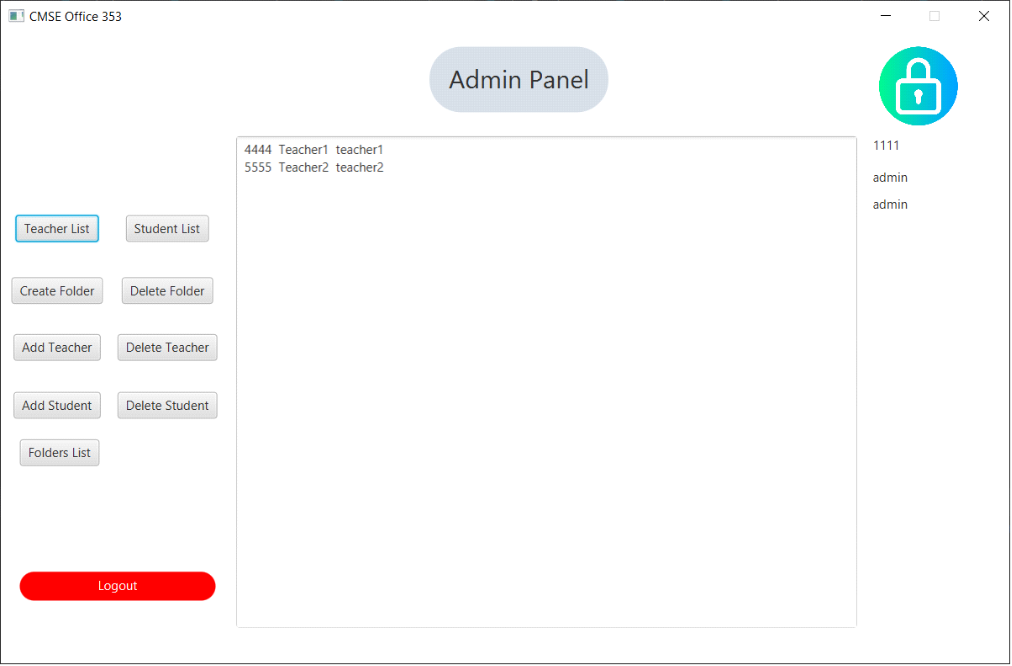 CMSE Office 353
Admin Panel
4444 Teacher1 teacher1
5555 Teacher2 teacher2
1111
admin
admin
Teacher List
Student List
Create Folder
Delete Folder
Add Teacher
Delete Teacher
Add Student
Delete Student
Folders List
Logout